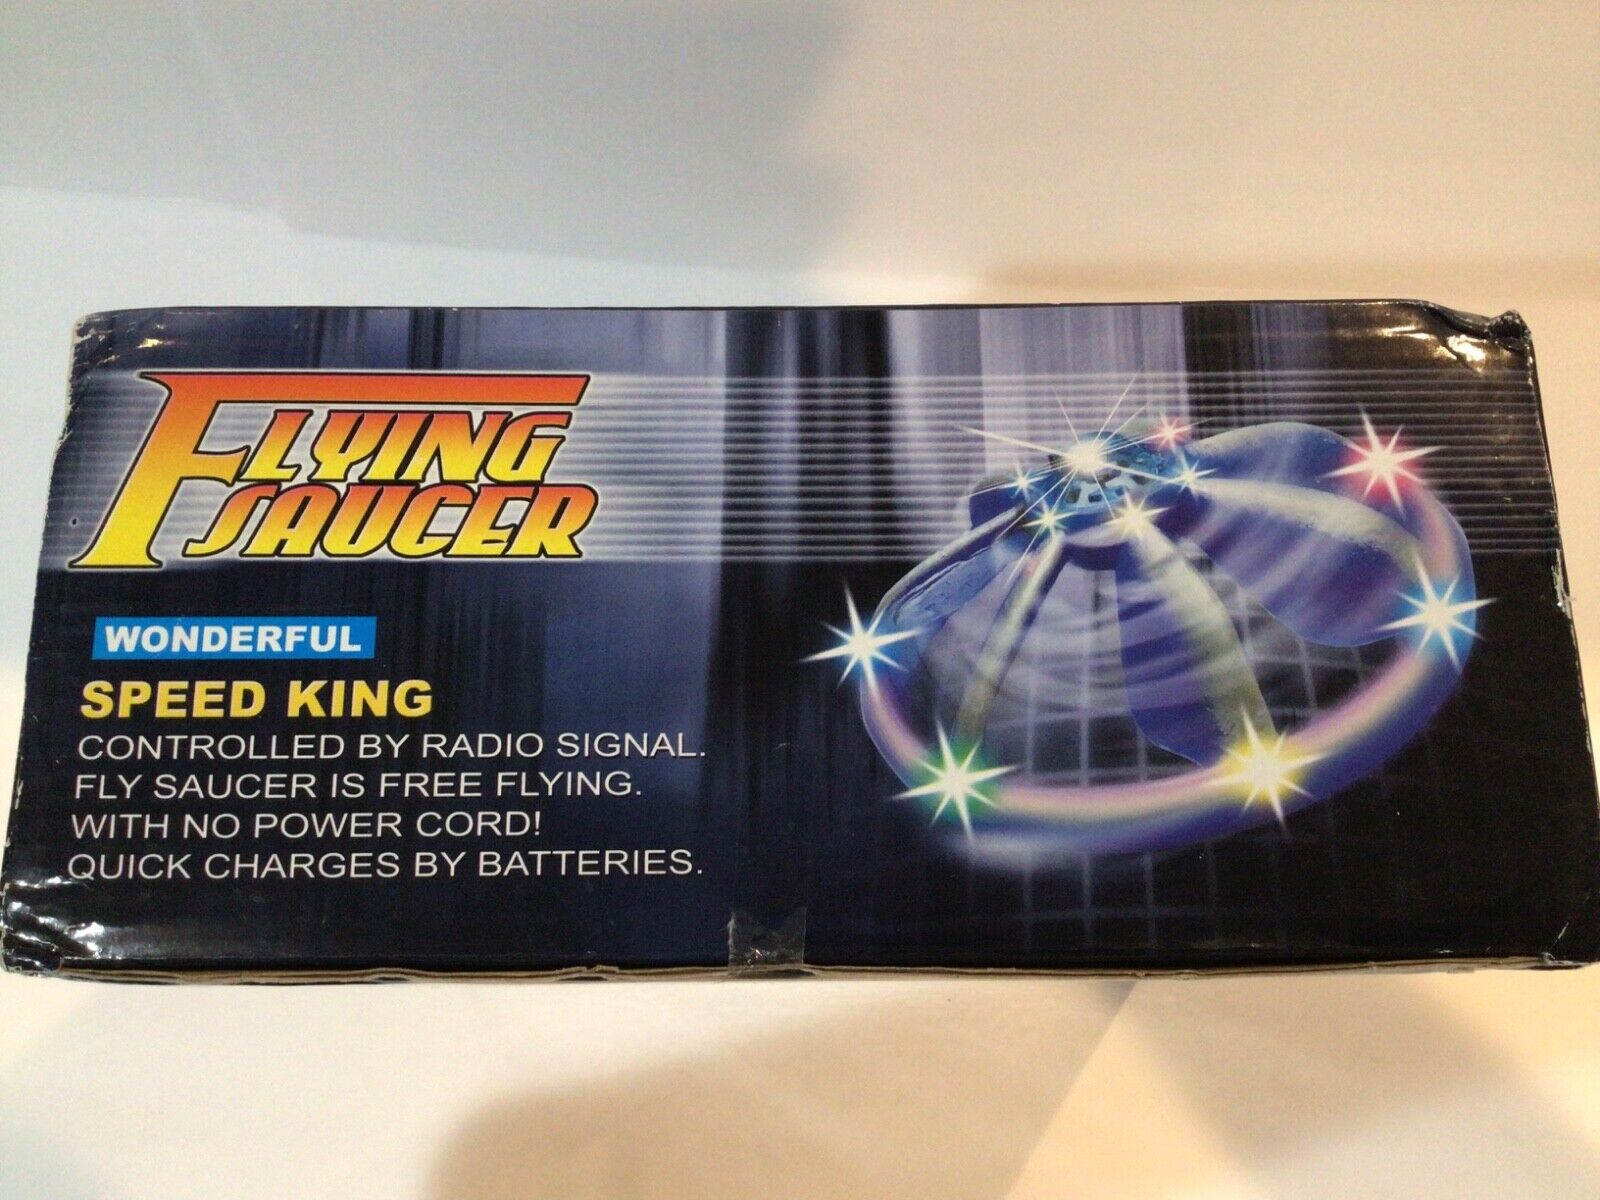 FLYING
SAUCER
WONDERFUL
SPEED KING
CONTROLLED BY RADIO SIGNAL.
FLY SAUCER IS FREE FLYING.
WITH NO POWER CORD!
QUICK CHARGES BY BATTERIES.